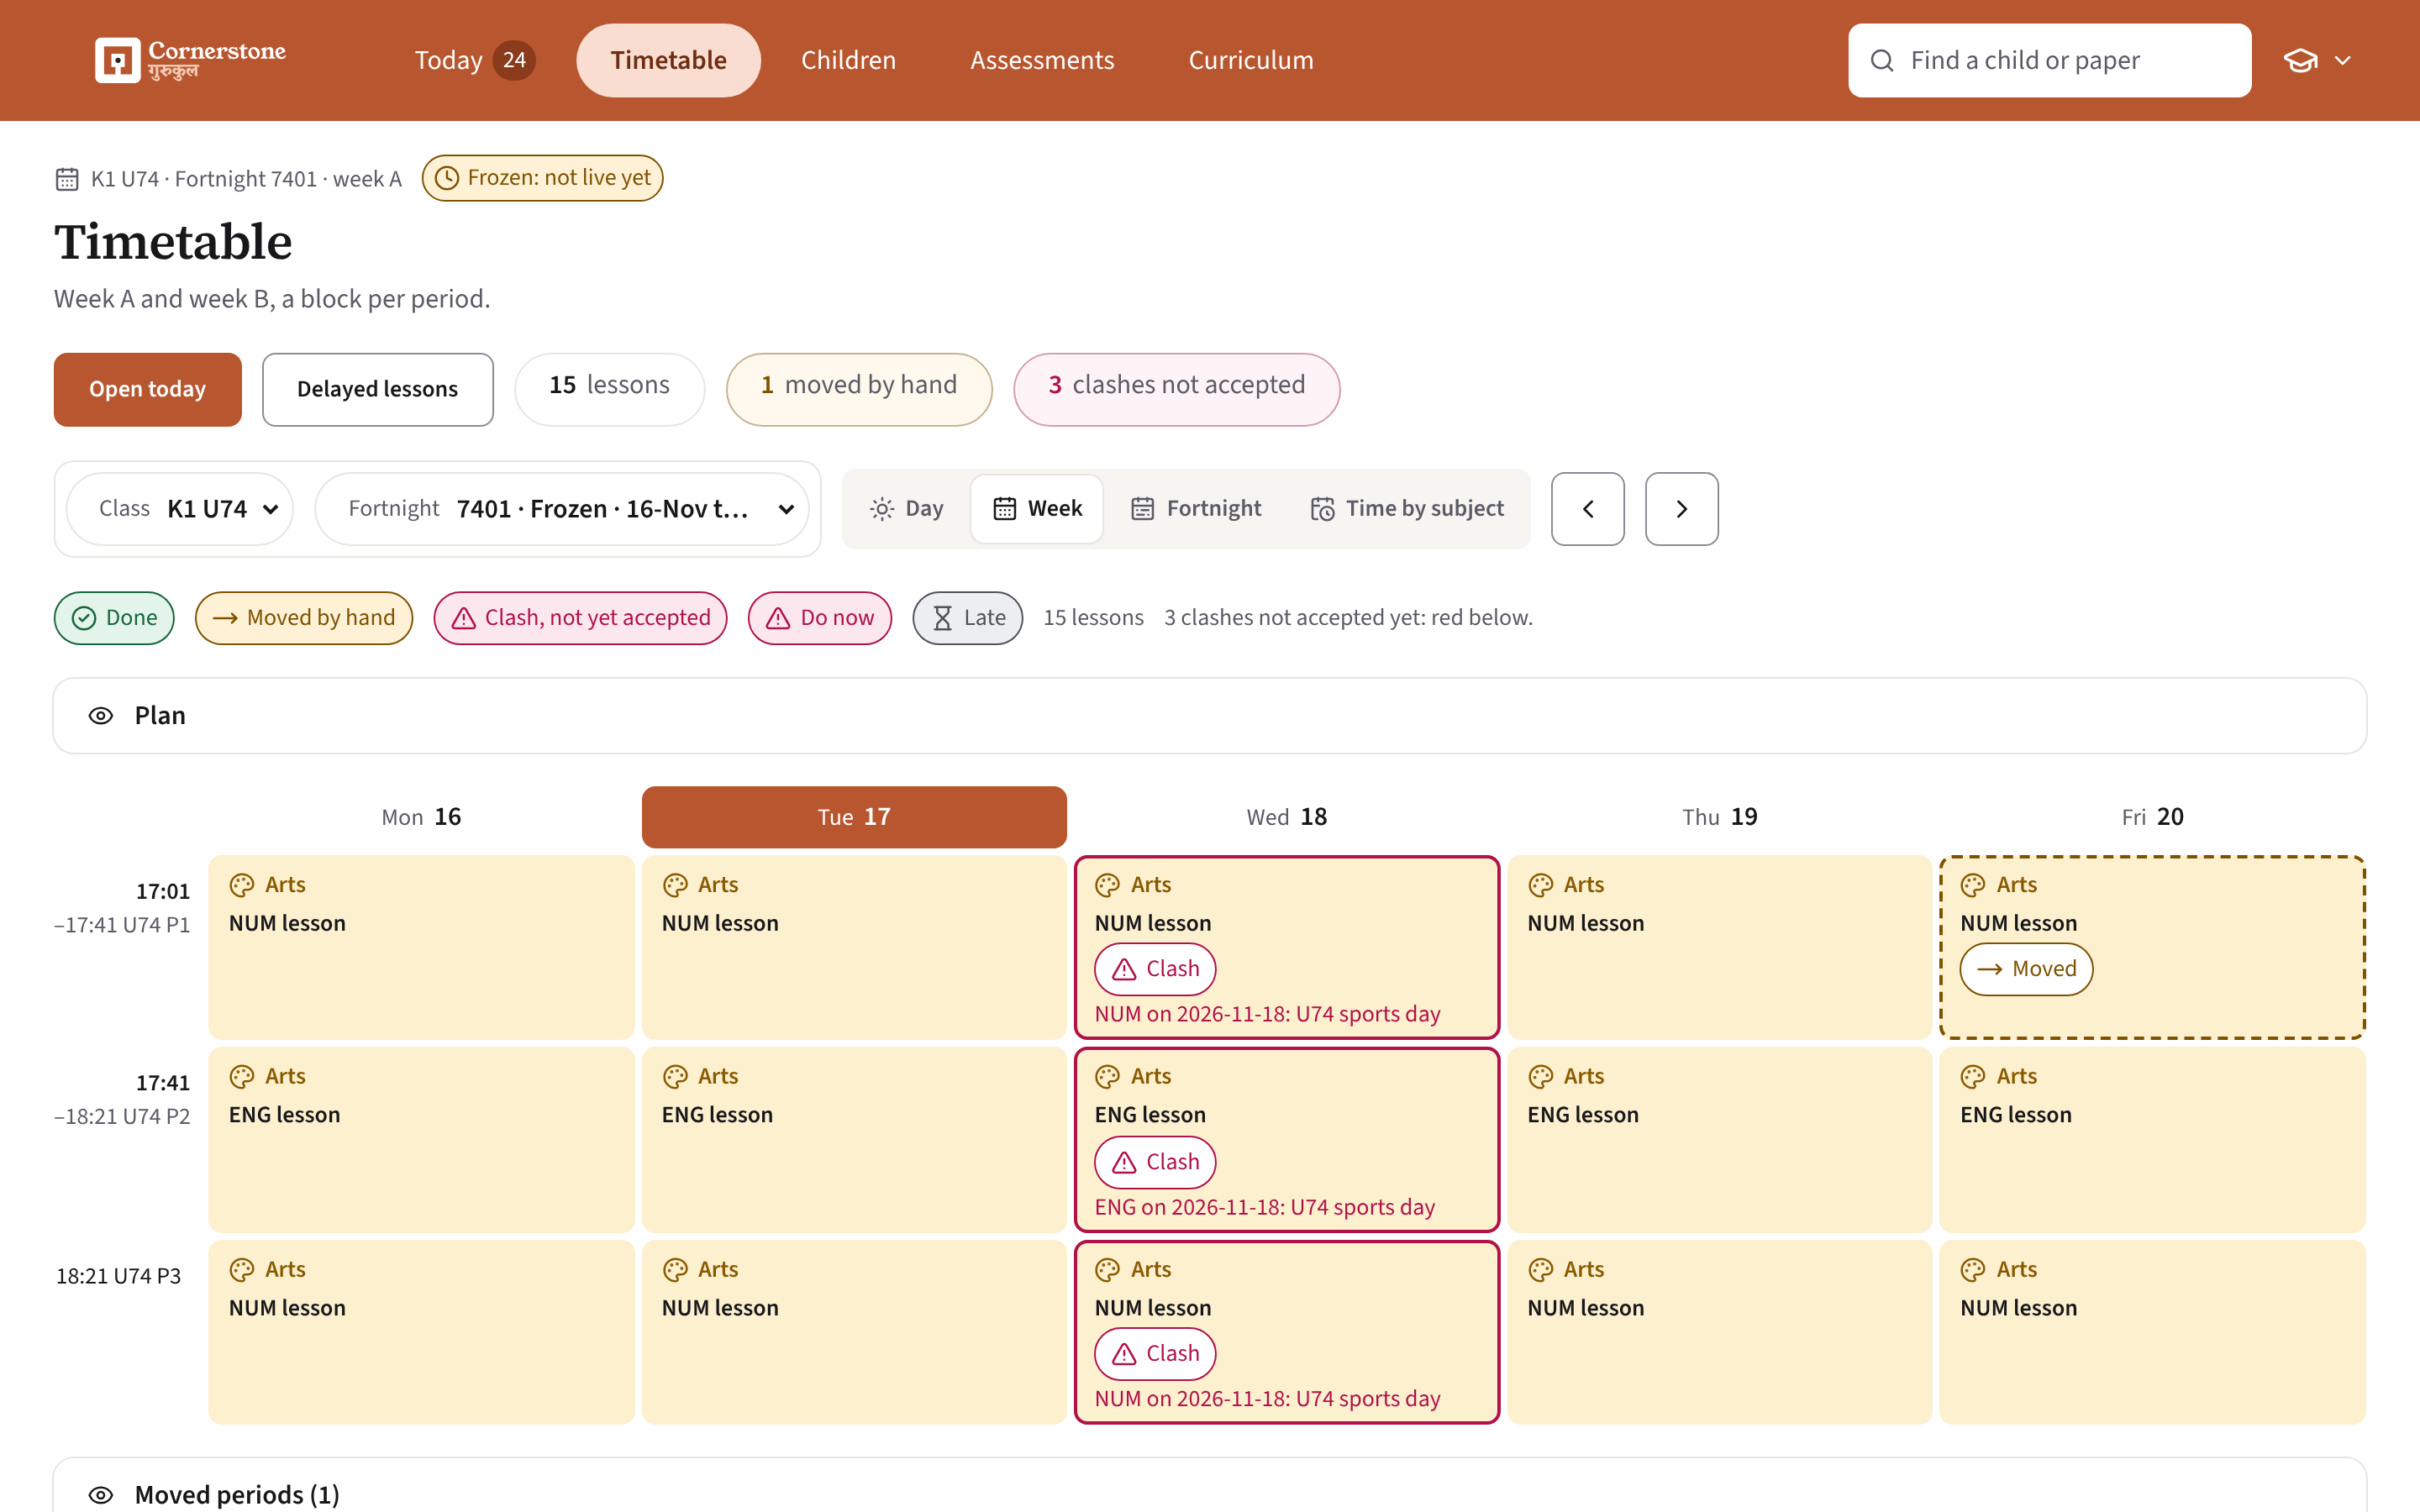 Cornerstone
गुरुकुल
Today 24
Timetable
Children
Assessments
Curriculum
Find a child or paper
K1 U74 · Fortnight 7401 · week A
Frozen: not live yet
Timetable
Week A and week B, a block per period.
Open today
Delayed lessons
15 lessons
1 moved by hand
3 clashes not accepted
Class K1 U74
Fortnight 7401 · Frozen · 16-Nov t...
Day
Week
Fortnight
Time by subject
Done
Moved by hand
Clash, not yet accepted
Do now
Late
15 lessons
3 clashes not accepted yet: red below.
Plan
Mon 16
Tue 17
Wed 18
Thu 19
Fri 20
17:01
–17:41 U74 P1
Arts
NUM lesson
Arts
NUM lesson
Arts
NUM lesson
Clash
NUM on 2026-11-18: U74 sports day
Arts
NUM lesson
Arts
NUM lesson
Moved
17:41
–18:21 U74 P2
Arts
ENG lesson
Arts
ENG lesson
Arts
ENG lesson
Clash
ENG on 2026-11-18: U74 sports day
Arts
ENG lesson
Arts
ENG lesson
18:21 U74 P3
Arts
NUM lesson
Arts
NUM lesson
Arts
NUM lesson
Clash
NUM on 2026-11-18: U74 sports day
Arts
NUM lesson
Arts
NUM lesson
Moved periods (1)